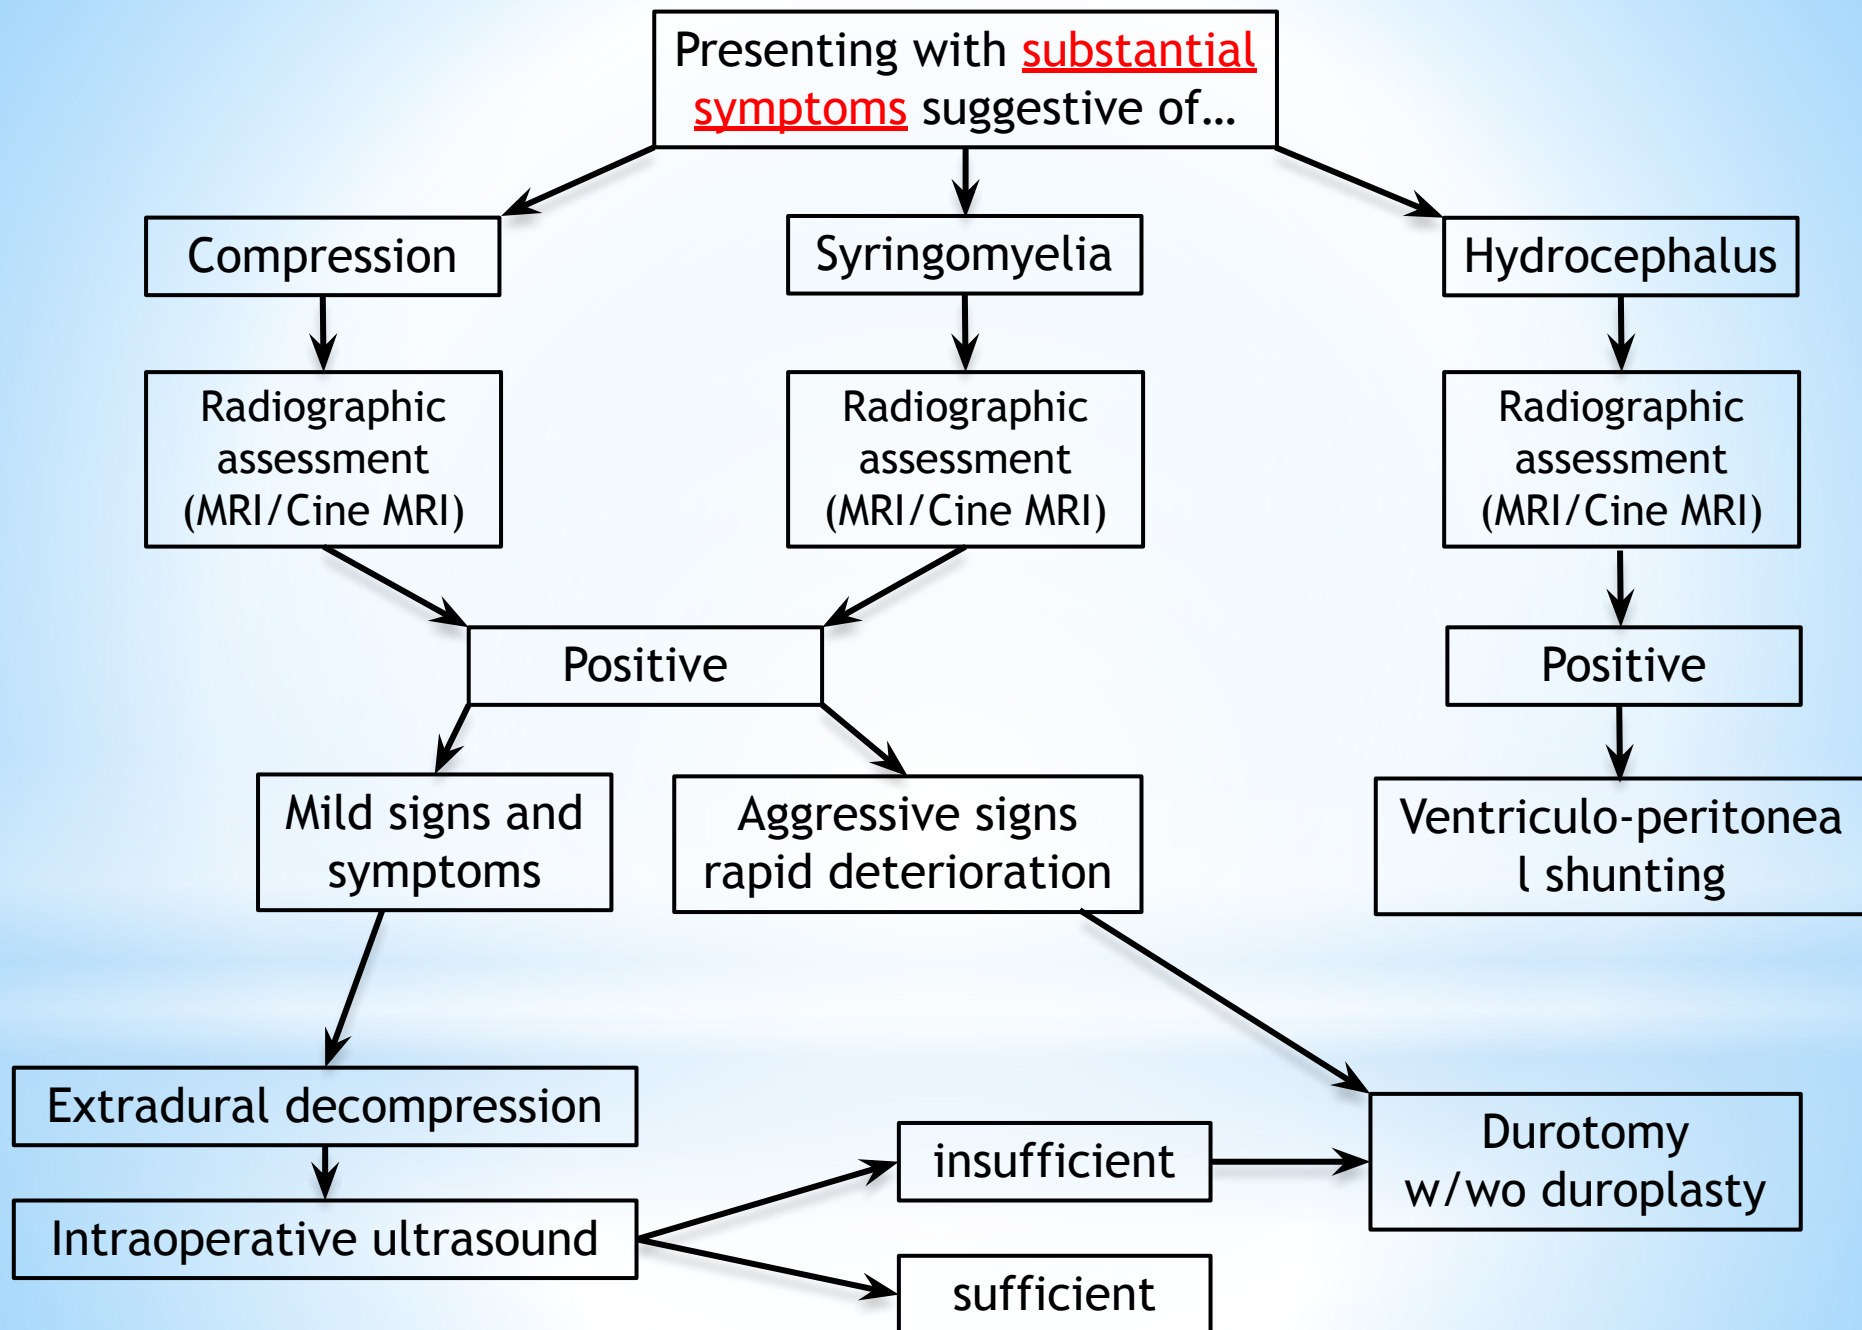 Presenting with substantial
symptoms suggestive of…
Compression
Syringomyelia
Hydrocephalus
Radiographic
assessment
(MRI/Cine MRI)
Radiographic
assessment
(MRI/Cine MRI)
Radiographic
assessment
(MRI/Cine MRI)
Positive
Positive
Mild signs and
symptoms
Aggressive signs
rapid deterioration
Ventriculo-peritonea
l shunting
Extradural decompression
Intraoperative ultrasound
insufficient
sufficient
Durotomy
w/wo duroplasty